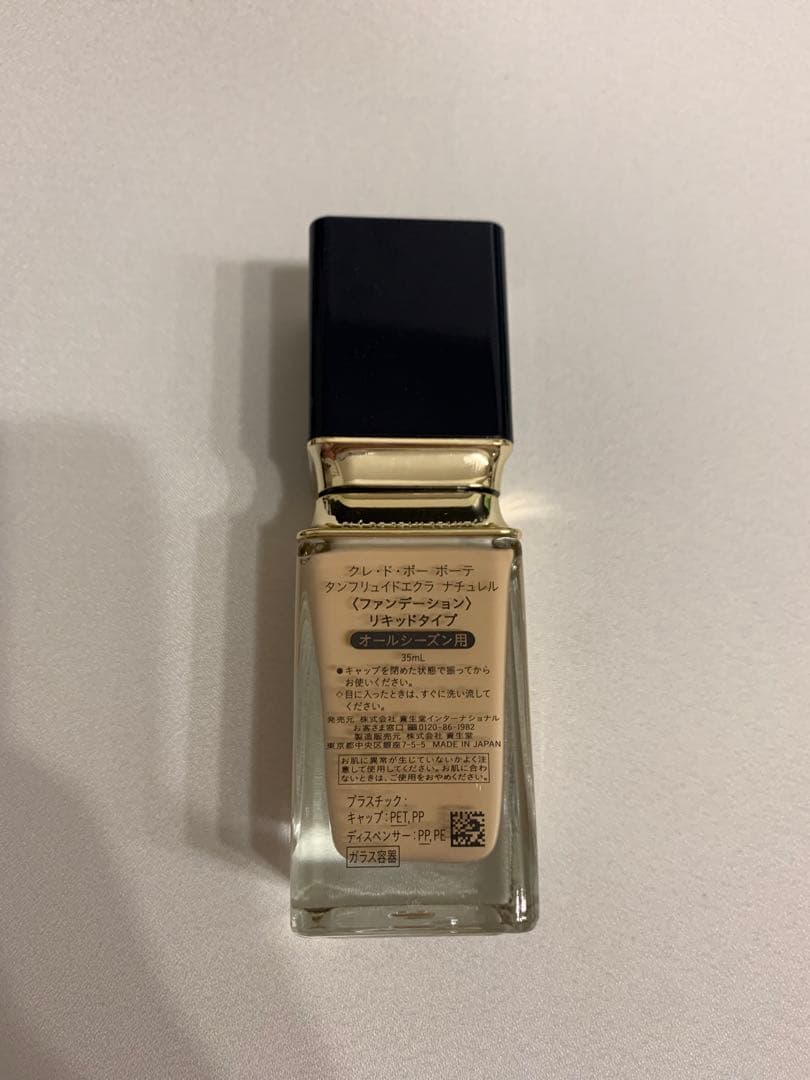 クレ・ド・ポー ボーテ
タンフリュイドエクラ ナチュレル
〈ファンデーション〉
リキッドタイプ
オールシーズン用
35mL
●キャップを閉めた状態で振ってから
お使いください。
◇目に入ったときは、すぐに洗い流して
ください。
発売元 株式会社 資生堂インターナショナル
お客さま窓口 0120-86-1982
製造販売元 株式会社 資生堂
東京都中央区銀座7-5-5 MADE IN JAPAN
お肌に異常が生じていないかよく注
意して使用してください。お肌に合わ
ないときは、ご使用をおやめください。
プラスチック:
キャップ:PET,PP
ディスペンサー:PP,PE
ガラス容器